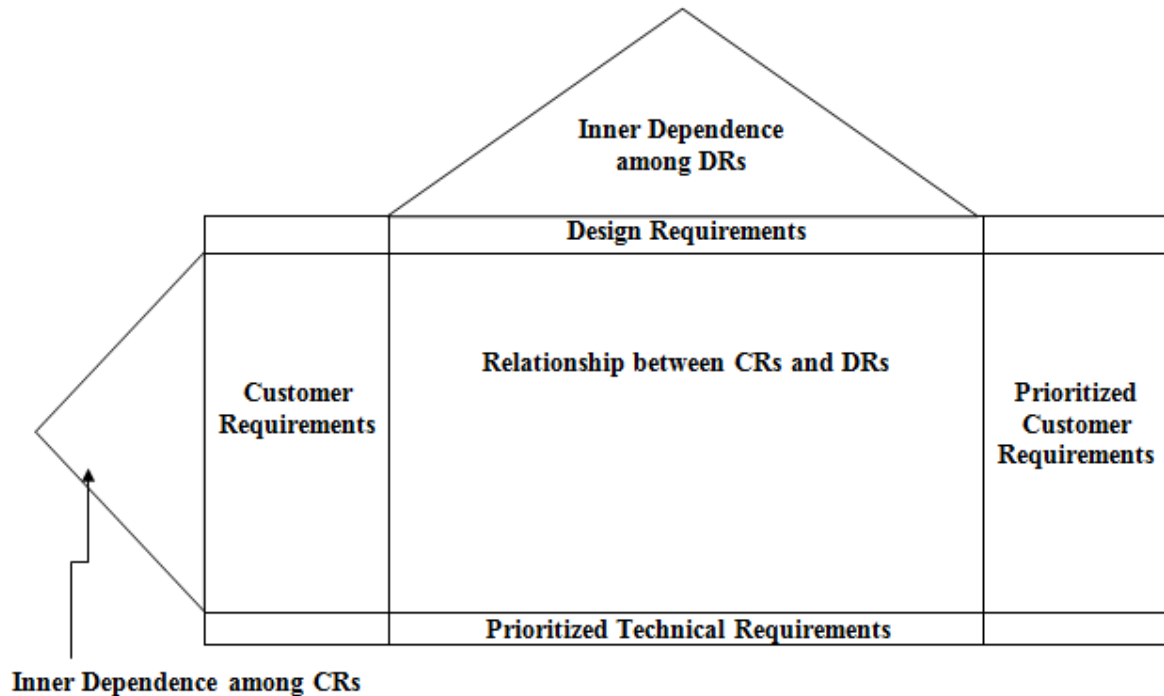 Inner Dependence
among DRs
Design Requirements
Relationship between CRs and DRs
Customer
Requirements
Prioritized
Customer
Requirements
Prioritized Technical Requirements
Inner Dependence among CRs